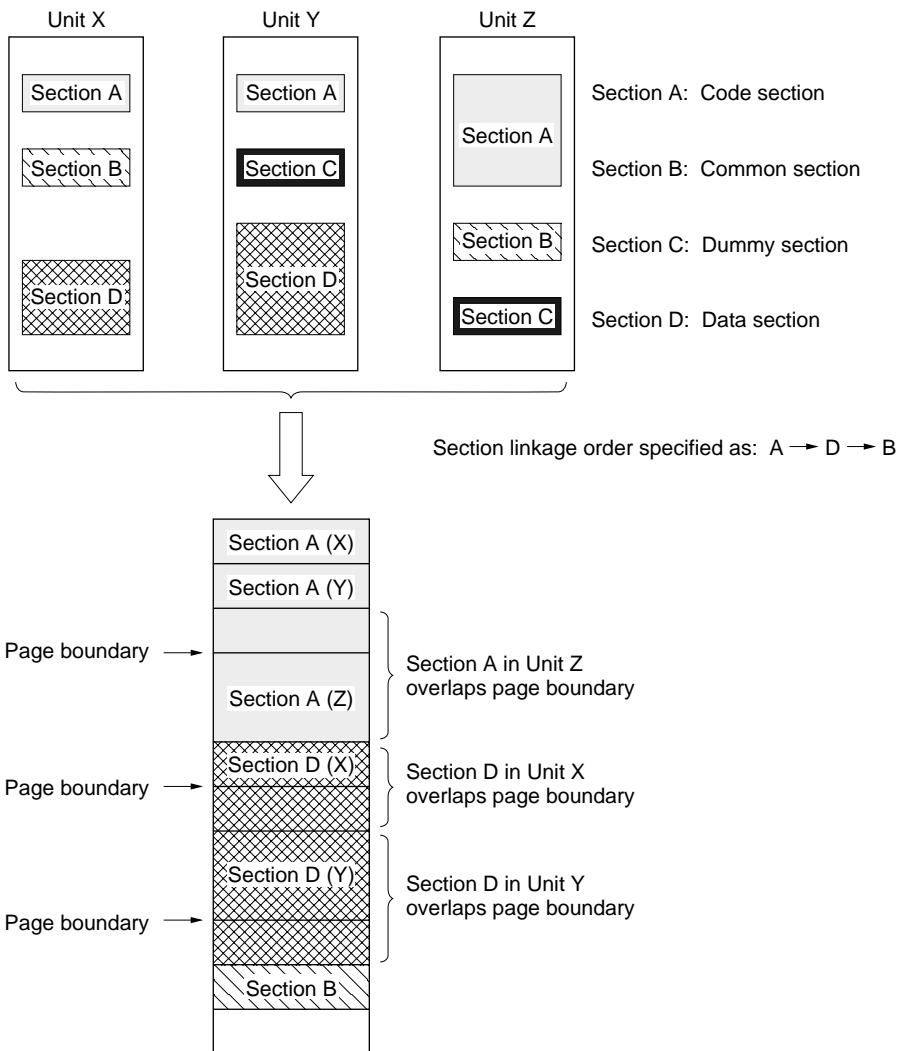 Unit X
Unit Y
Unit Z
Section A
Section A
Section A
Section A: Code section
Section B
Section C
Section B: Common section
Section D
Section D
Section B
Section C: Dummy section
Section C
Section D: Data section
Section linkage order specified as: A → D → B
Section A (X)
Section A (Y)
Page boundary
Section A (Z)
Section A in Unit Z
overlaps page boundary
Section D (X)
Page boundary
Section D in Unit X
overlaps page boundary
Section D (Y)
Section D in Unit Y
overlaps page boundary
Page boundary
Section B